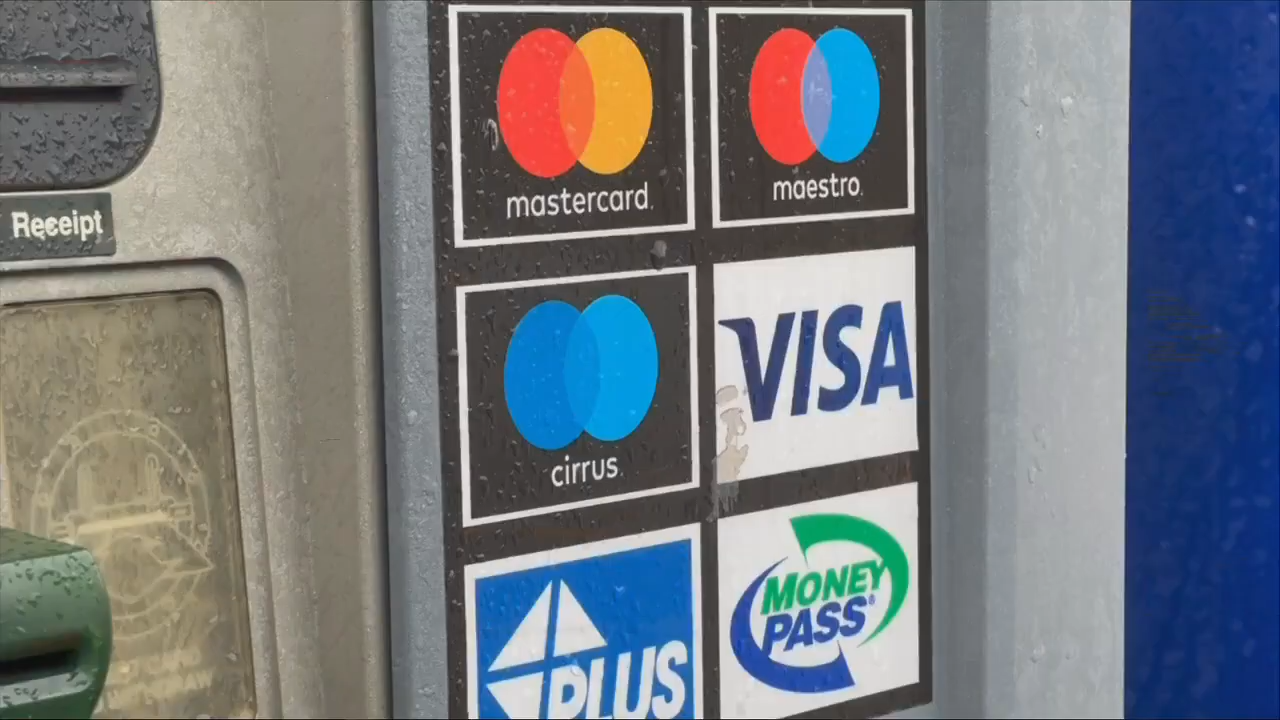 Receipt
mastercard.
maestro.
cirrus.
VISA
PLUS
MONEY
PASS®